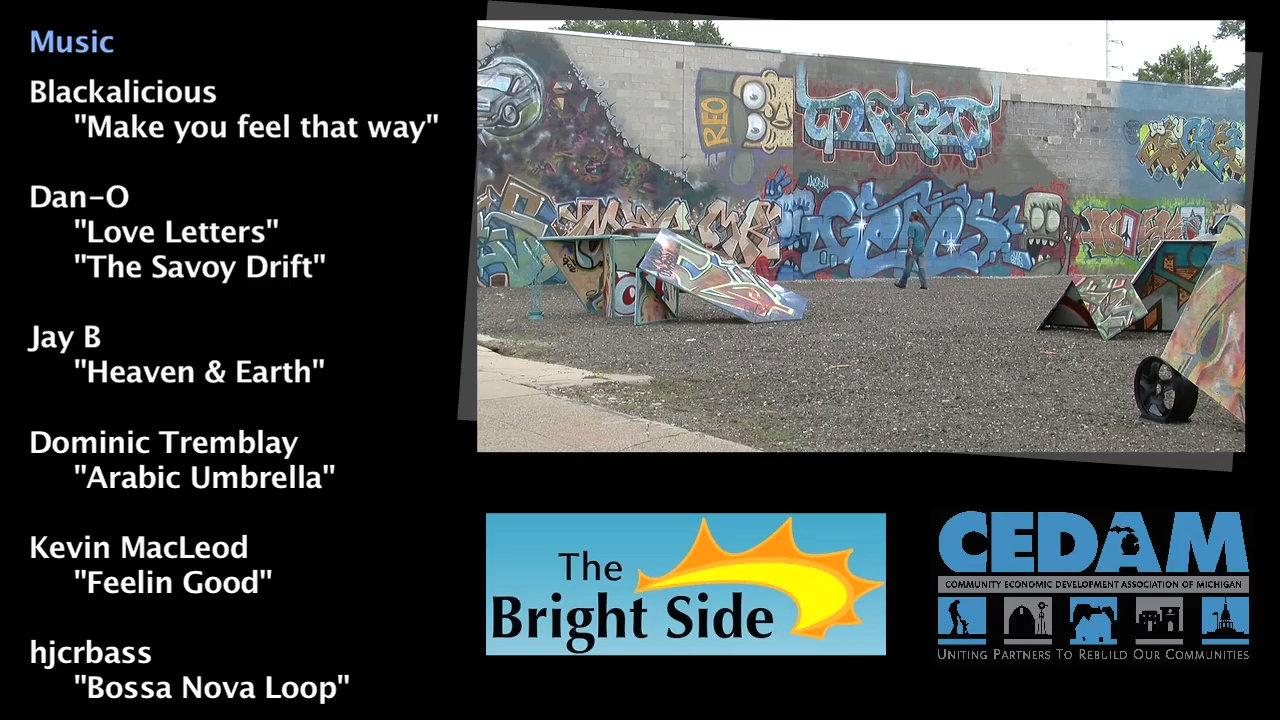 Music
Blackalicious
"Make you feel that way"
Dan-O
"Love Letters"
"The Savoy Drift"
Jay B
"Heaven & Earth"
Dominic Tremblay
"Arabic Umbrella"
Kevin MacLeod
"Feelin Good"
hjcrbass
"Bossa Nova Loop"
REO
The
Bright Side
CEDAM
COMMUNITY ECONOMIC DEVELOPMENT ASSOCIATION OF MICHIGAN
UNITING PARTNERS TO REBUILD OUR COMMUNITIES